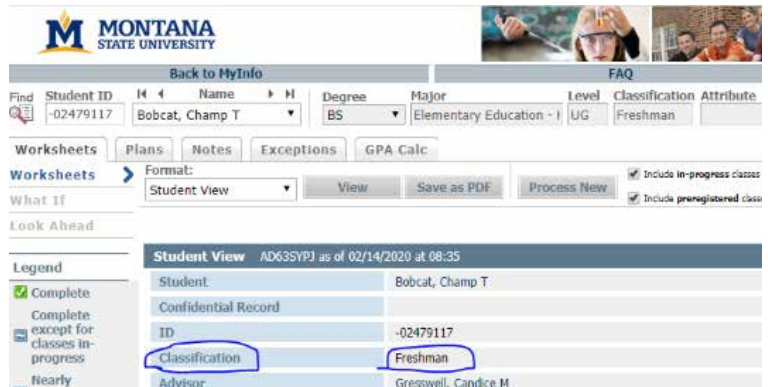 MONTANA
STATE UNIVERSITY
Back to MyInfo FAQ
Find Student ID Name Degree Major Level Classification Attribute
-02479117 Bobcat, Champ T BS Elementary Education - UG Freshman
Worksheets Plans Notes Exceptions GPA Calc
Worksheets Format:
Student View View Save as PDF Process New
Include in-progress classes
Include preregistered
What If
Look Ahead
Legend
Complete
Complete
except for
classes in-
progress
Nearly
Student View AD63SYPJ as of 02/14/2020 at 08:35
Student Bobcat, Champ T
Confidential Record
ID -02479117
Classification Freshman
Advisor Gresswell, Candice M